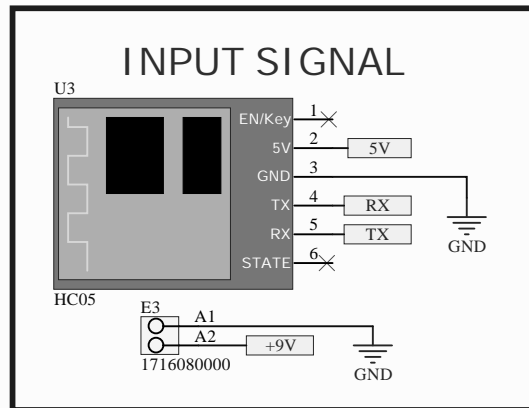 INPUT SIGNAL
U3
EN/Key 1
5V 2 5V
GND 3
TX 4 RX
RX 5 TX
STATE 6
GND
HC05
E3
A1
A2 +9V
1716080000
GND